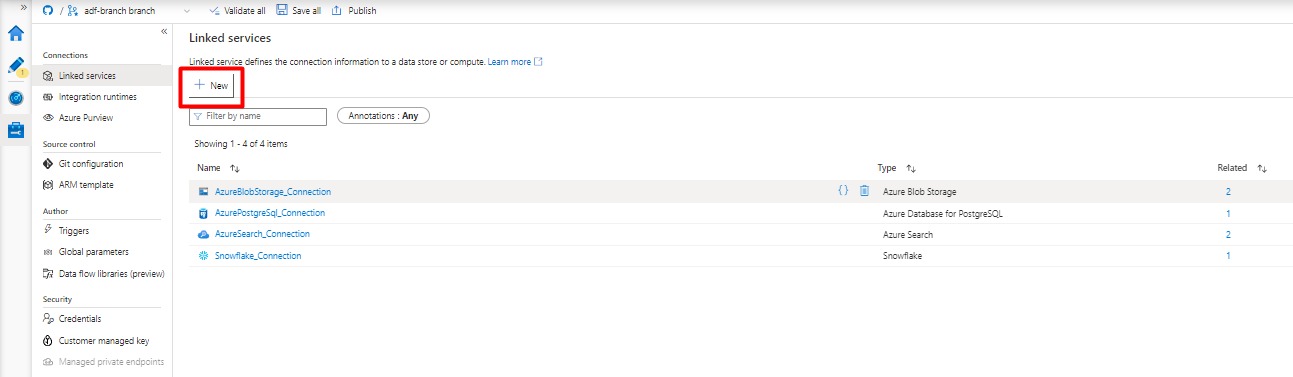 / adf-branch branch Validate all Save all Publish
Connections
Linked services
Integration runtimes
Azure Purview
Source control
Git configuration
ARM template
Author
Triggers
Global parameters
Data flow libraries (preview)
Security
Credentials
Customer managed key
Managed private endpoints
1
Linked services
Linked service defines the connection information to a data store or compute. Learn more
+ New
Filter by name Annotations : Any
Showing 1 - 4 of 4 items
Name Type Related
AzureBlobStorage_Connection {} Azure Blob Storage 2
AzurePostgreSql_Connection Azure Database for PostgreSQL 1
AzureSearch_Connection Azure Search 2
Snowflake_Connection Snowflake 1